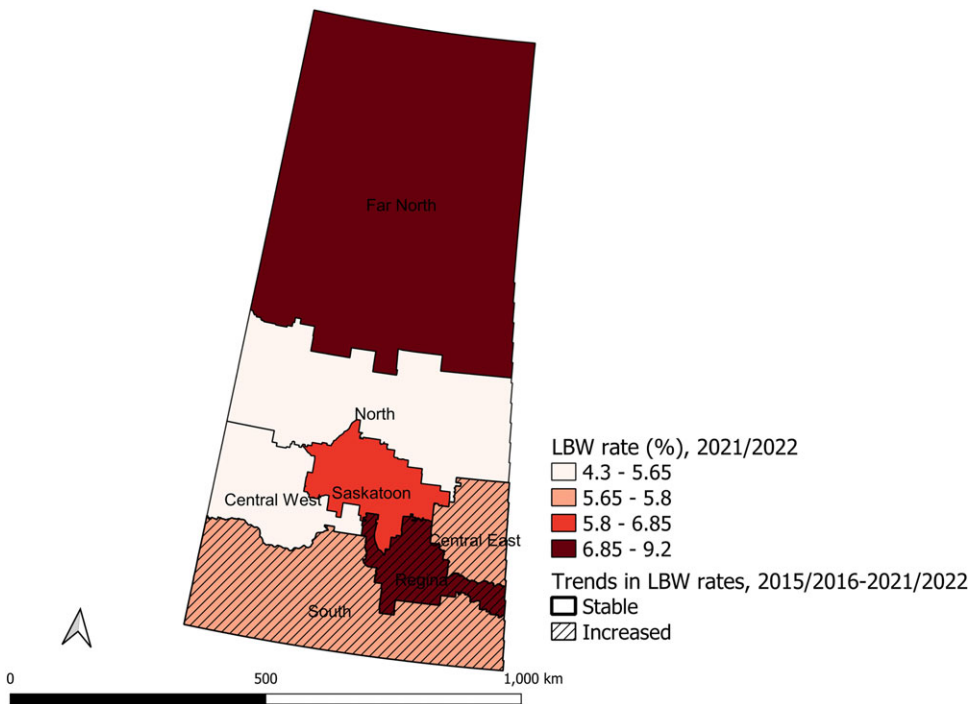 Far North
North
Central West
Saskatoon
Central East
Regina
South
LBW rate (%), 2021/2022
4.3 - 5.65
5.65 - 5.8
5.8 - 6.85
6.85 - 9.2
Trends in LBW rates, 2015/2016-2021/2022
Stable
Increased
0 500 1,000 km